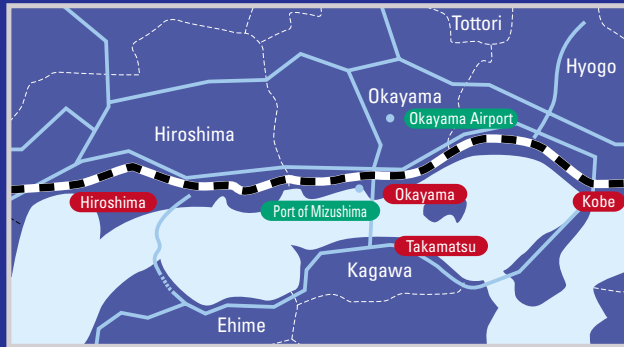 Tottori
Hyogo
Okayama
Okayama Airport
Hiroshima
Hiroshima
Port of Mizushima
Okayama
Kobe
Takamatsu
Kagawa
Ehime